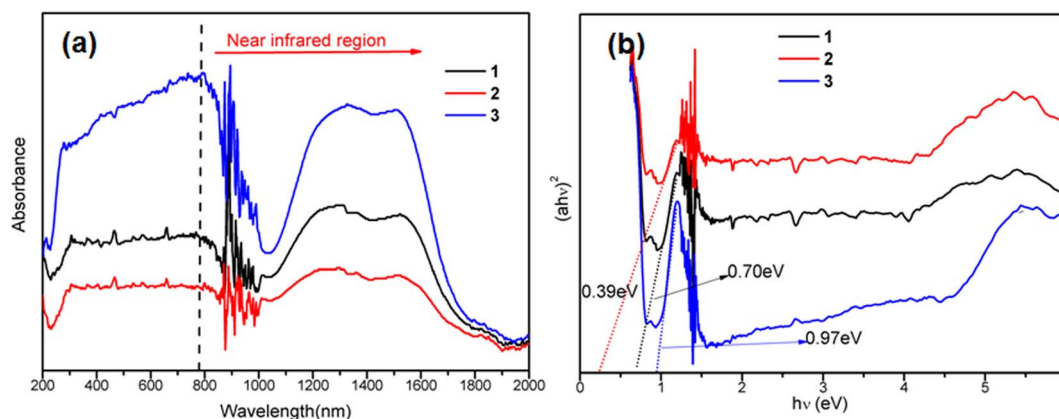 (a)
Near infrared region
1
2
3
Absorbance
200 400 600 800 1000 1200 1400 1600 1800 2000
Wavelength(nm)
(b)
1
2
3
(ahν)²
0.39eV
0.70eV
0.97eV
0 1 2 3 4 5
hν (eV)